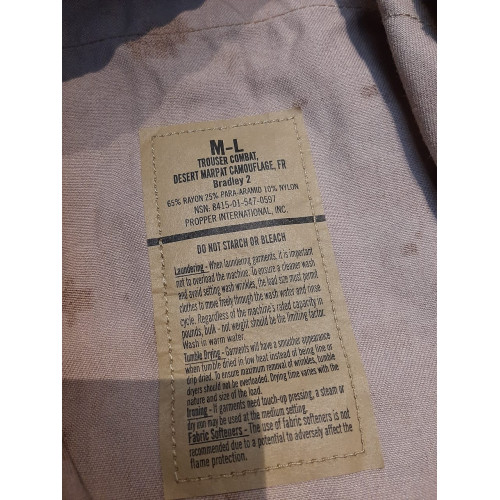 M-L
TROUSER COMBAT,
DESERT MARPAT CAMOUFLAGE, FR
Bradley 2
65% RAYON 25% PARA-ARAMID 10% NYLON
NSN: 8415-01-547-0597
PROPPER INTERNATIONAL, INC.
DO NOT STARCH OR BLEACH
Laundering - When laundering garments, it is important
not to overload the machine. To ensure a cleaner wash
and avoid setting wash wrinkles, the load size must permit
clothes to move freely through the wash water and rinse
cycle. Regardless of the machine's rated capacity in
pounds, bulk - not weight should be the limiting factor.
Wash in warm water.
Tumble Drying - Garments will have a smoother appearance
when tumble dried in low heat instead of being line or
drip dried. To ensure maximum removal of wrinkles, tumble
dryers should not be overloaded. Drying time varies with the
nature and size of the load.
Ironing - If garments need touch-up pressing, a steam or
dry iron may be used at the medium setting.
Fabric Softeners - The use of fabric softeners is not
recommended due to a potential to adversely affect the
flame protection.